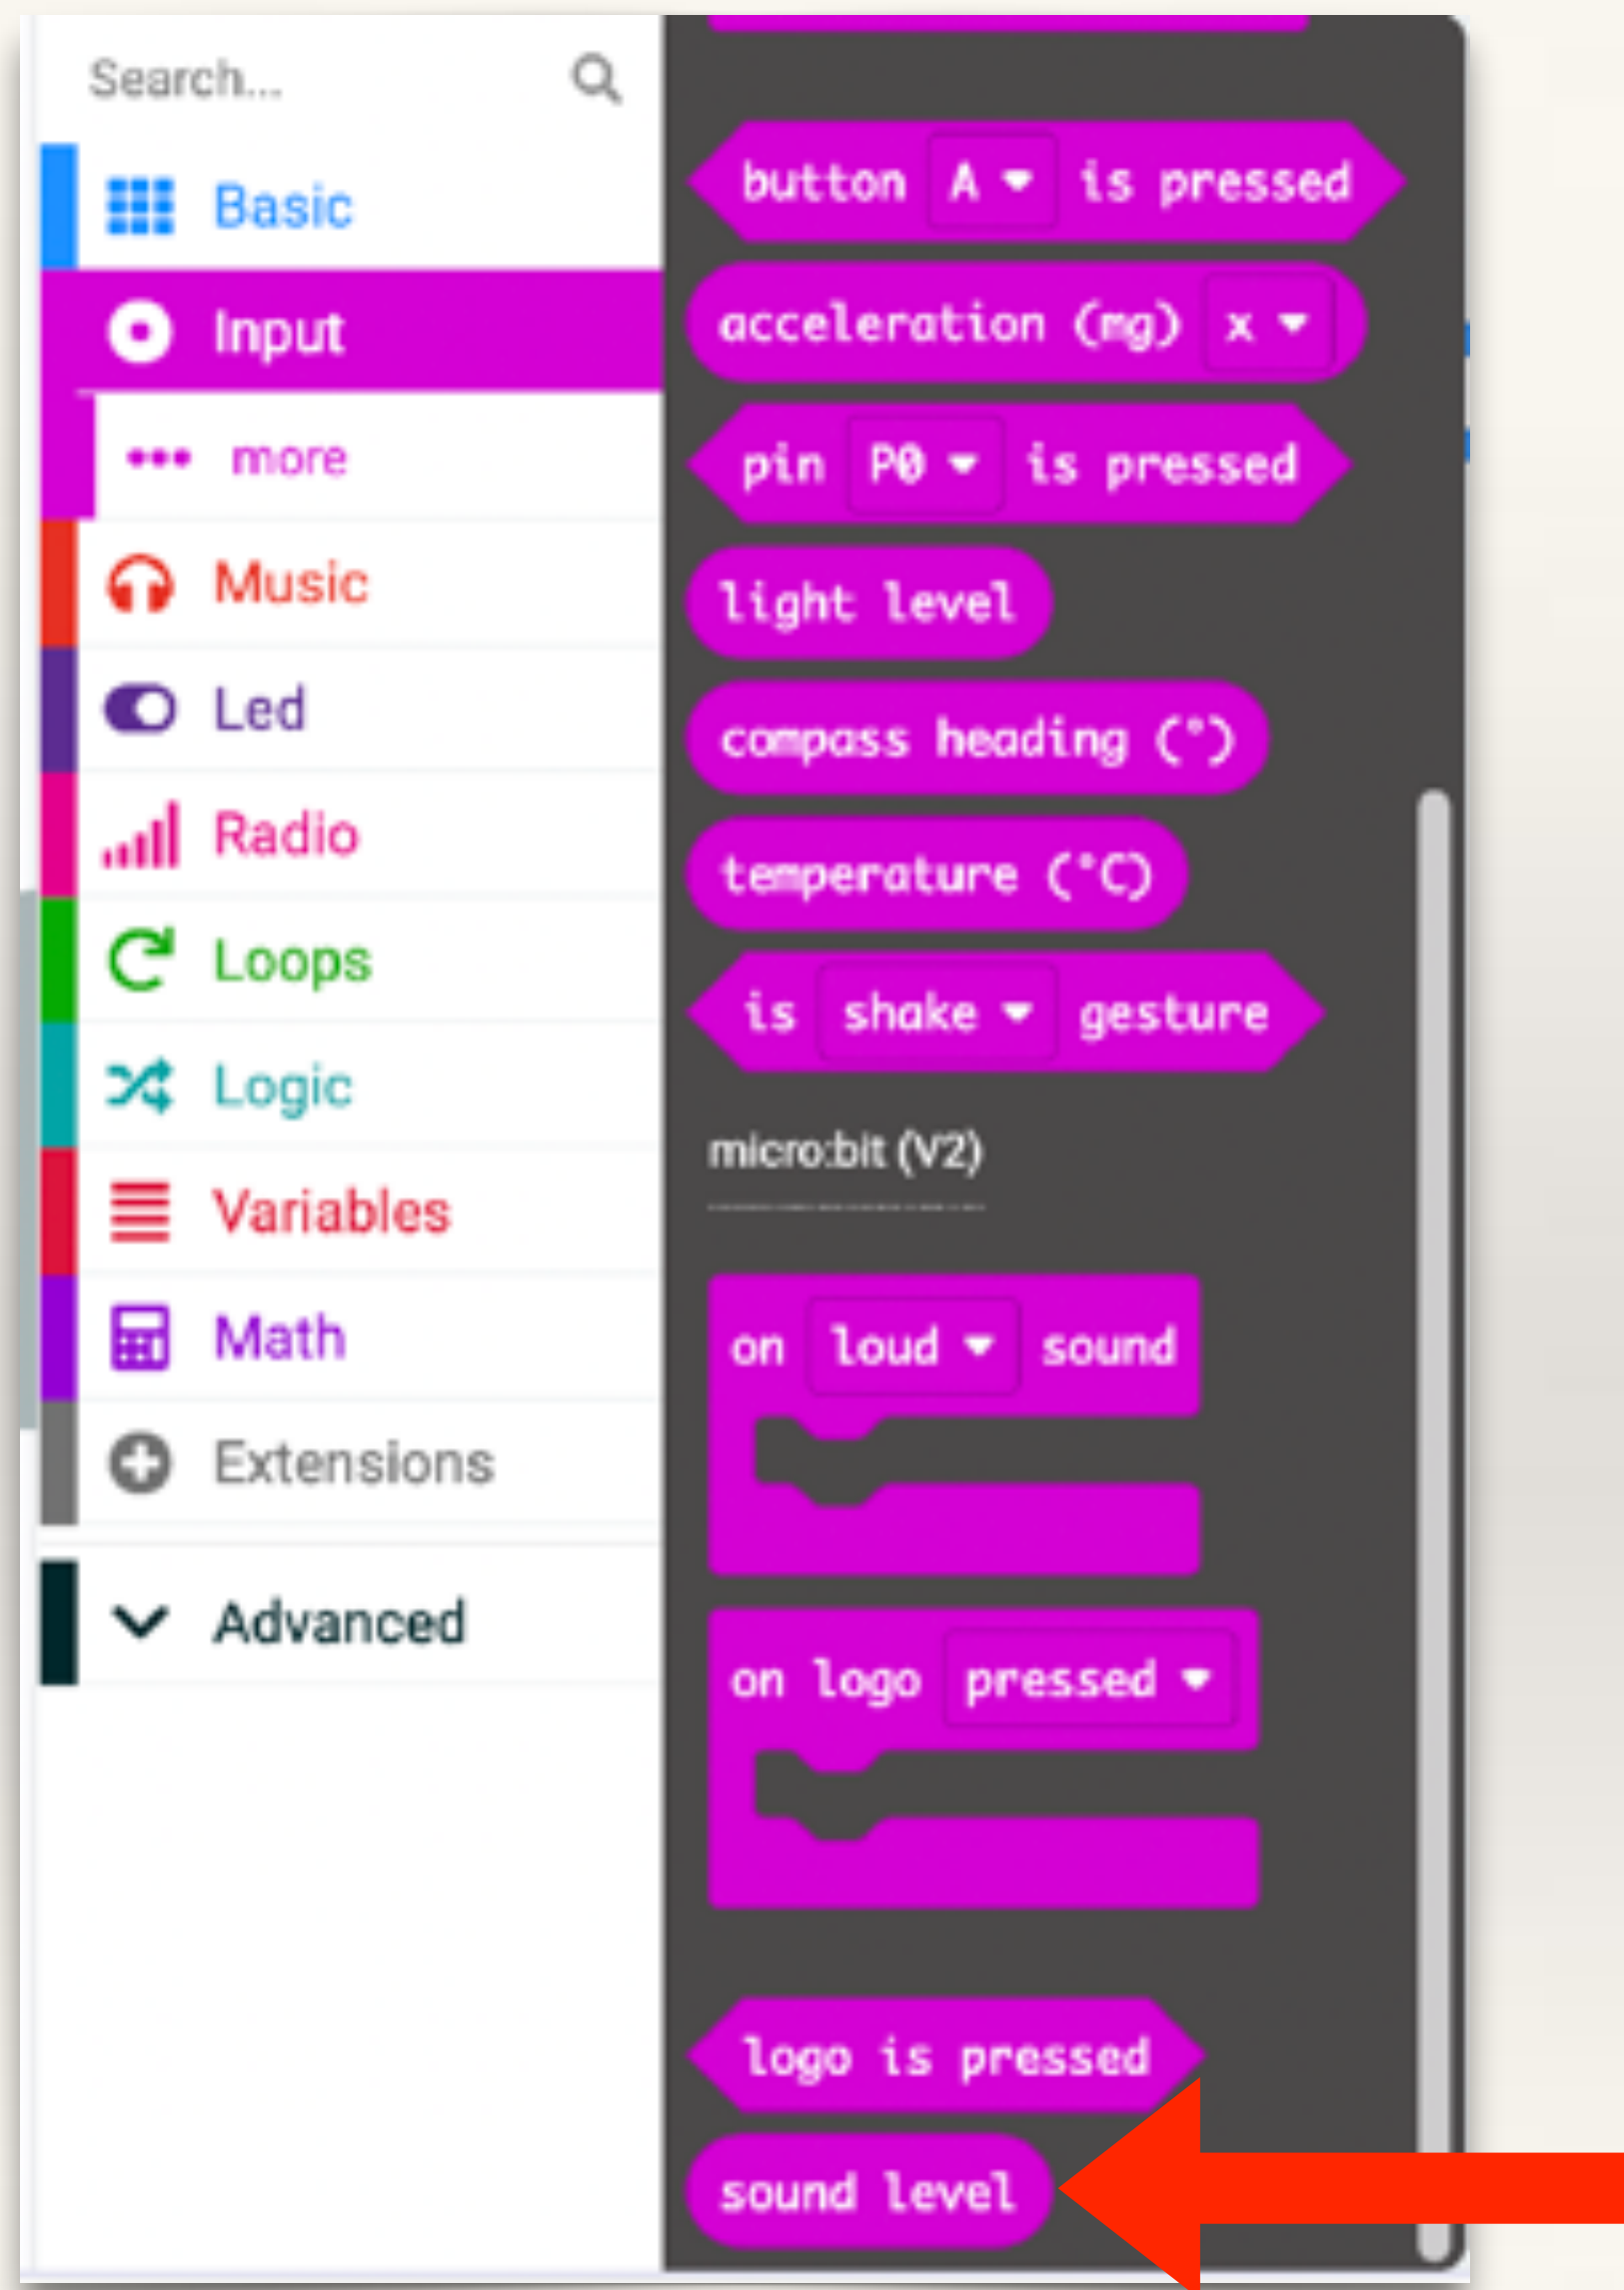 Search...
Basic
Input
more
Music
Led
Radio
Loops
Logic
Variables
Math
Extensions
Advanced
button A is pressed
acceleration (mg) x
pin P0 is pressed
light level
compass heading (°)
temperature (°C)
is shake gesture
micro:bit (V2)
on loud sound
on logo pressed
logo is pressed
sound level